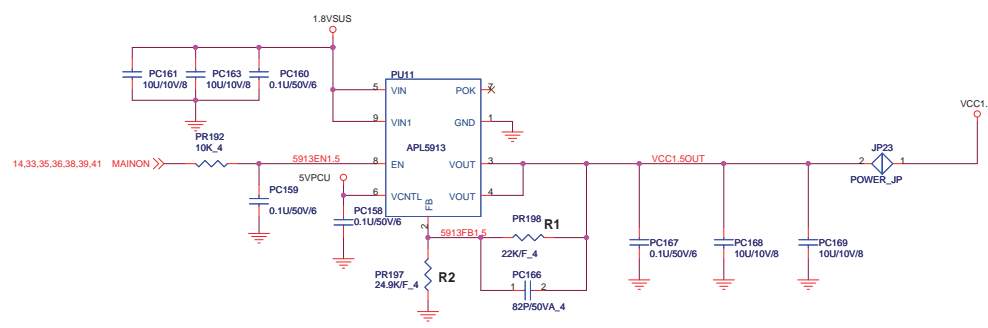 1.8VSUS
PC161
10U/10V/8
PC163
10U/10V/8
PC160
0.1U/50V/6
PU11
5
VIN
POK
7
9
VIN1
GND
1
APL5913
PR192
10K_4
14,33,35,36,38,39,41 MAINON
5913EN1.5
8
EN
VOUT
3
VCC1.5OUT
2
JP23
1
POWER_JP
VCC1.
PC159
0.1U/50V/6
5VPCU
6
VCNTL
VOUT
4
FB
2
PC158
0.1U/50V/6
5913FB1.5
PR198
R1
22K/F_4
PR197
24.9K/F_4
R2
PC166
1
2
82P/50VA_4
PC167
0.1U/50V/6
PC168
10U/10V/8
PC169
10U/10V/8